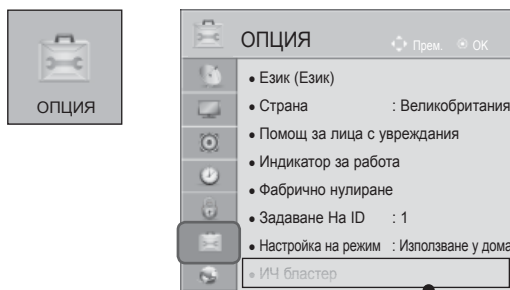 ОПЦИЯ
ОПЦИЯ
Прем. OK
• Език (Език)
• Страна : Великобритания
• Помощ за лица с увреждания
• Индикатор за работа
• Фабрично нулиране
• Задаване На ID : 1
• Настройка на режим : Използване у дома
• ИЧ бластер